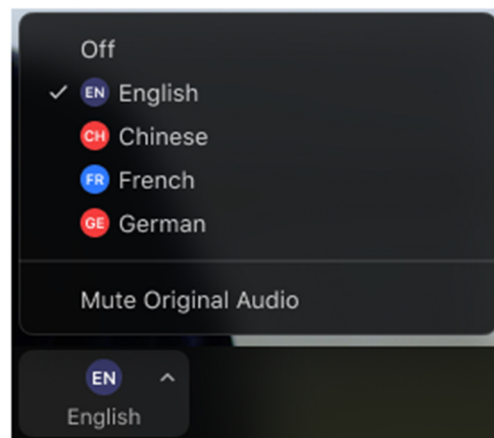 Off
EN English
CH Chinese
FR French
GE German
Mute Original Audio
EN
English